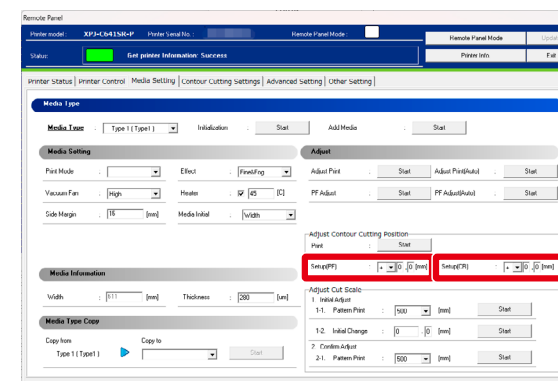 Remote Panel
Printer model : XPJ-C641SR-P Printer Serial No. : Remote Panel Mode : Remote Panel Mode Updat
Status: Get printer Information: Success Printer Info Exit
Printer Status Printer Control Media Setting Contour Cutting Settings Advanced Setting Other Setting
Media Type
Media Type : Type 1 ( Type1 ) Initialization : Start Add Media : Start
Media Setting Adjust
Print Mode : Effect : Fine&Fog Adjust Print : Start Adjust Print(Auto) : Start
Vacuum Fan : High Heater : 45 [C] PF Adjust : Start PF Adjust(Auto) : Start
Side Margin : 15 [mm] Media Initial : Width
Adjust Contour Cutting Position
Print : Start
Setup(PF) : + 0 . 0 [mm] Setup(CR) : + 0 . 0 [mm]
Media Information
Width : 611 [mm] Thickness : 280 [um]
Adjust Cut Scale
1. Initial Adjust
1-1. Pattern Print : 500 [mm] Start
Media Type Copy
1-2. Initial Change : 0 . 0 [mm] Start
Copy from Copy to
2. Confirm Adjust
Type 1 ( Type1 ) Start
2-1. Pattern Print : 500 [mm] Start